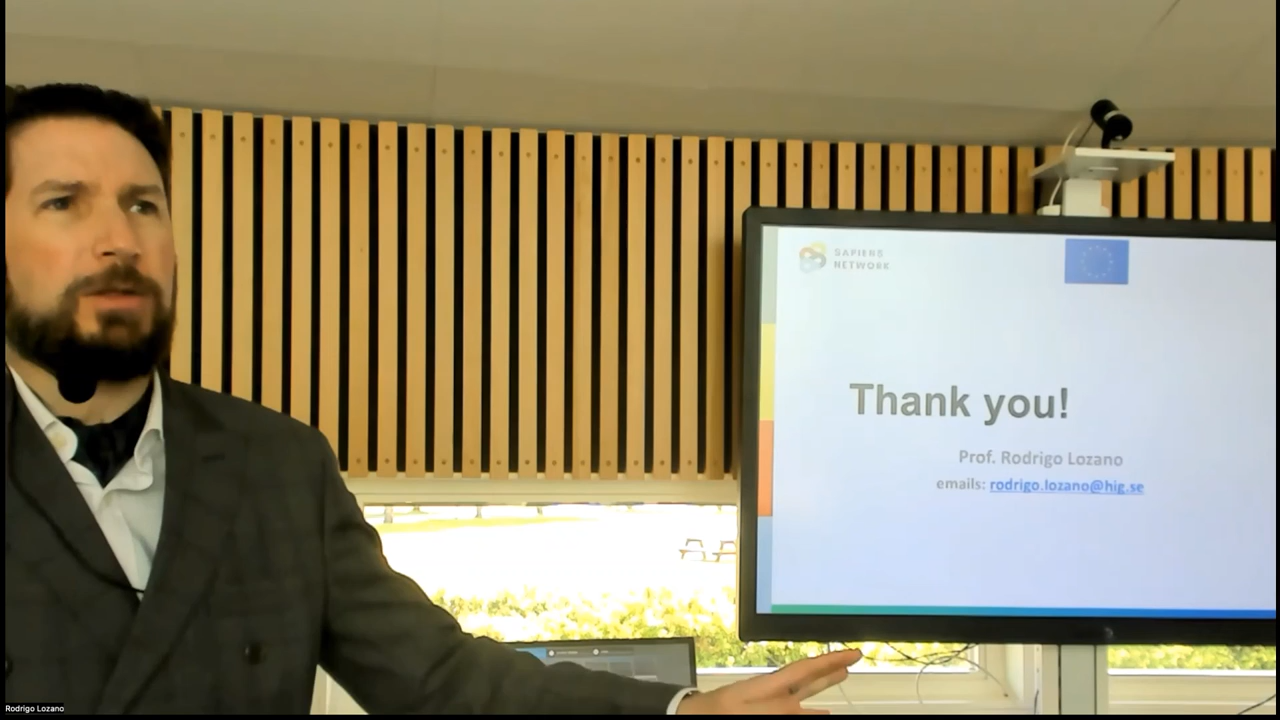 SAPIENS
NETWORK
Thank you!
Prof. Rodrigo Lozano
emails: rodrigo.lozano@hig.se
Rodrigo Lozano